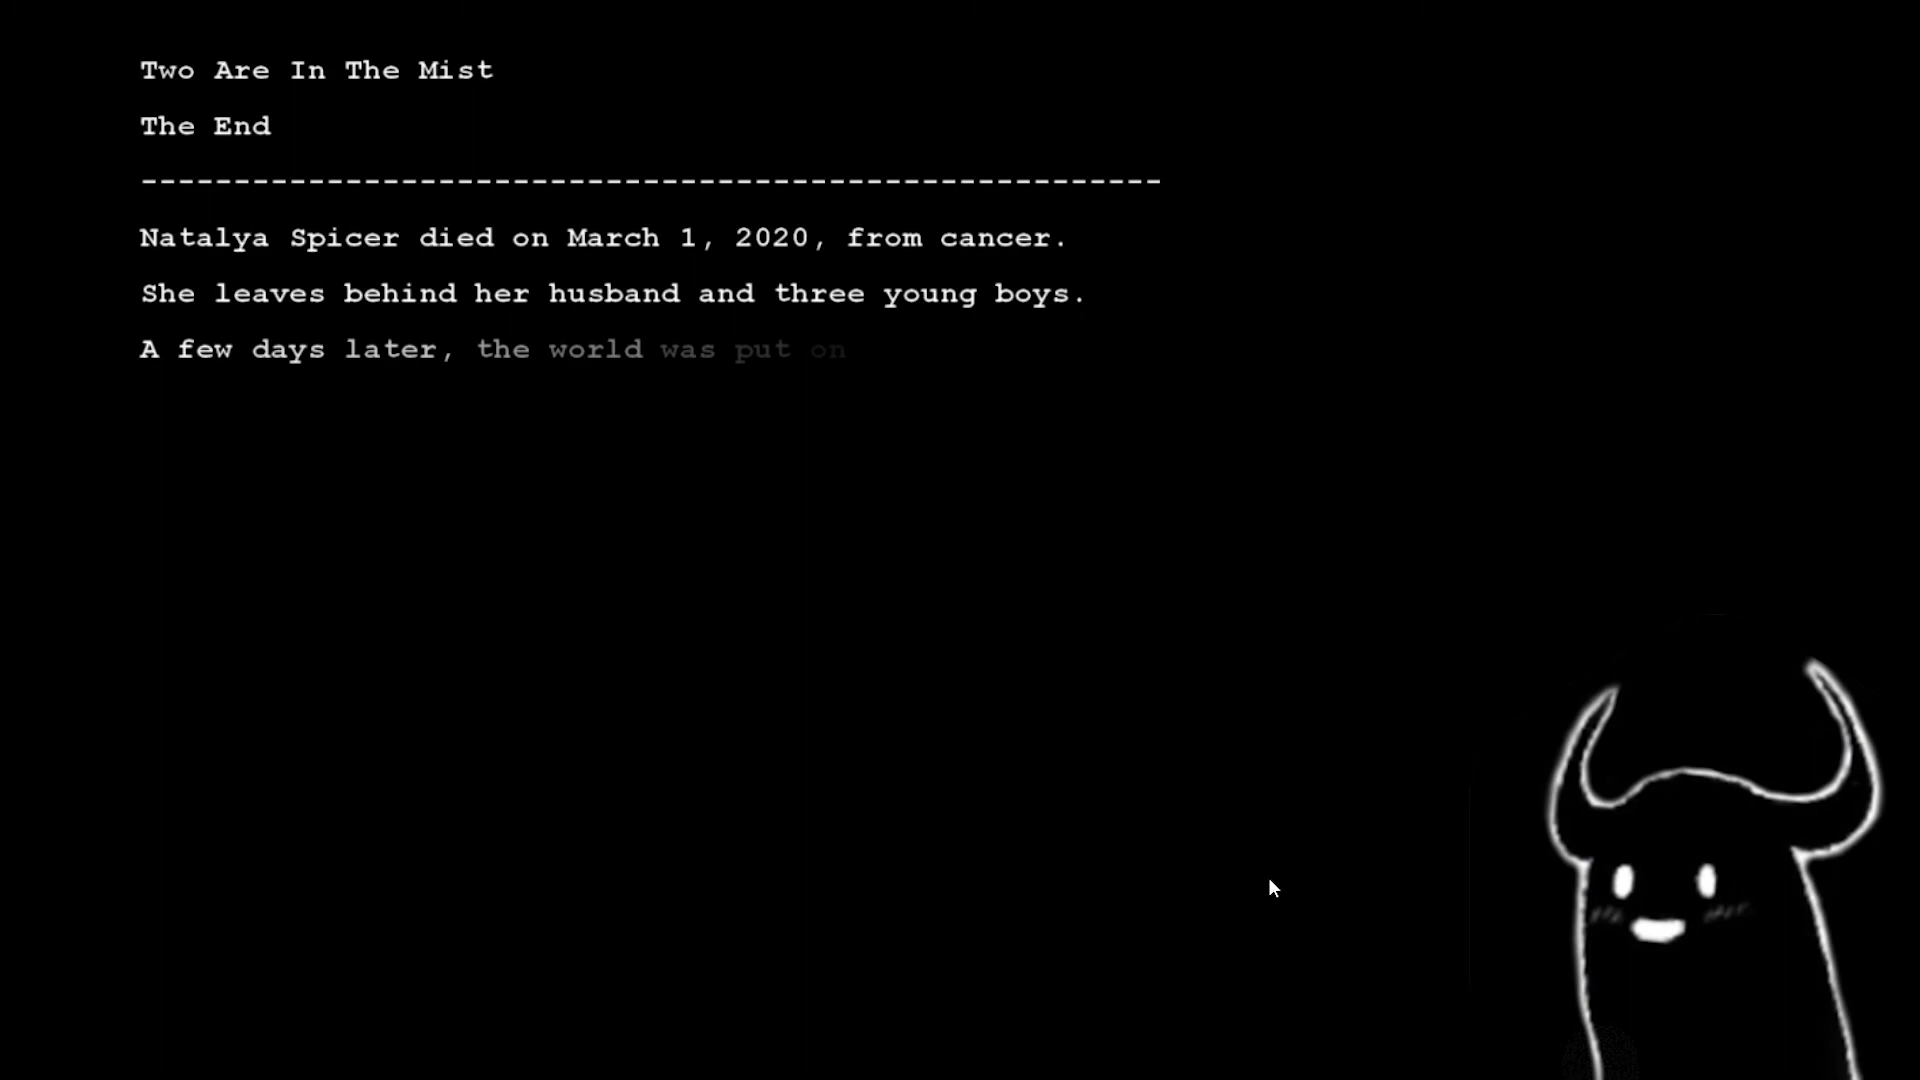 Two Are In The Mist
The End
--------------------------------------------------------
Natalya Spicer died on March 1, 2020, from cancer.
She leaves behind her husband and three young boys.
A few days later, the world was put on